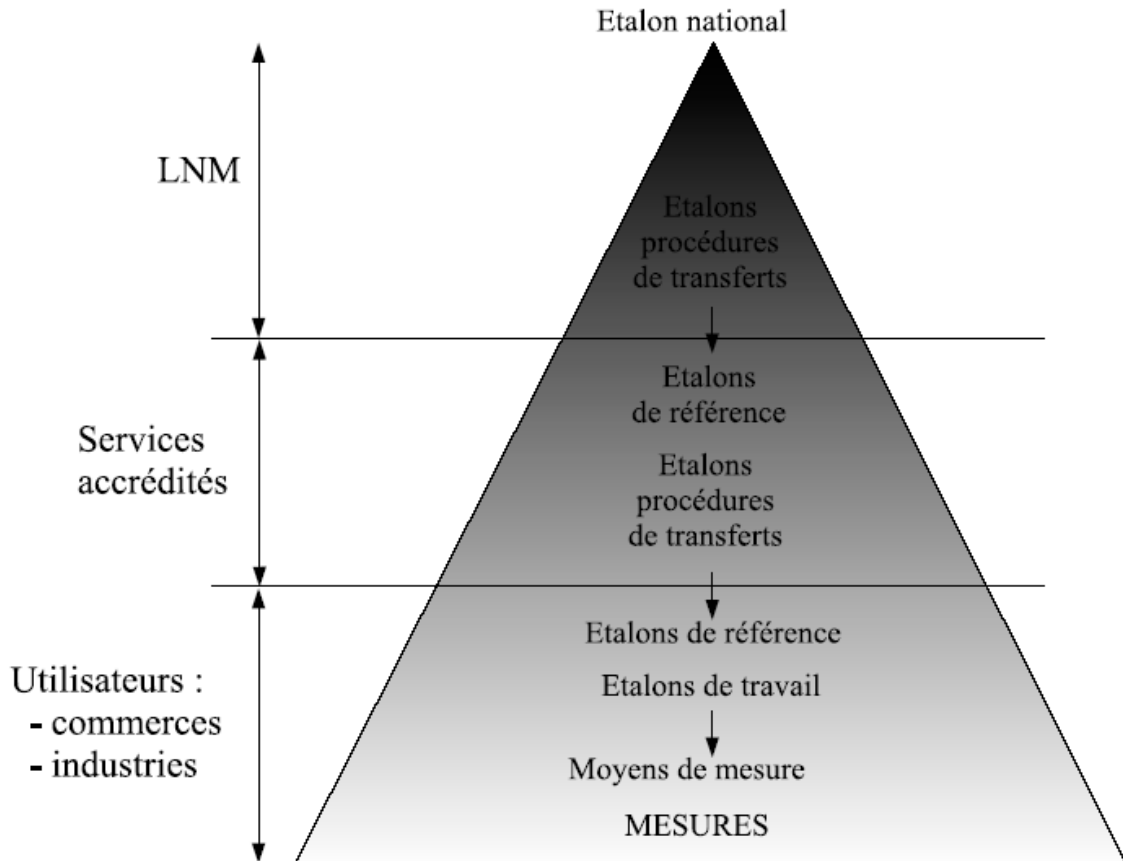 Etalon national
LNM
Etalons
procédures
de transferts
Etalons
de référence
Services
accrédités
Etalons
procédures
de transferts
Etalons de référence
Utilisateurs :
- commerces
- industries
Etalons de travail
Moyens de mesure
MESURES